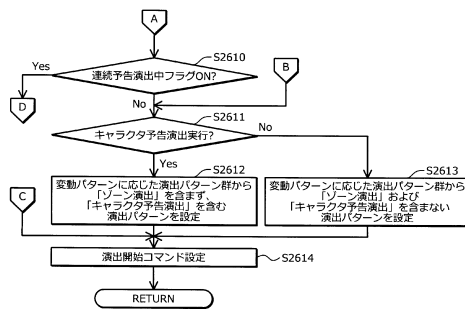 A
S2610
Yes
連続予告演出中フラグON?
B
D
No
S2611
キャラクタ予告演出実行?
No
Yes
S2612
S2613
変動パターンに応じた演出パターン群から
「ゾーン演出」を含まず、
「キャラクタ予告演出」を含む
演出パターンを設定
変動パターンに応じた演出パターン群から
「ゾーン演出」および
「キャラクタ予告演出」を含まない
演出パターンを設定
C
演出開始コマンド設定
S2614
RETURN